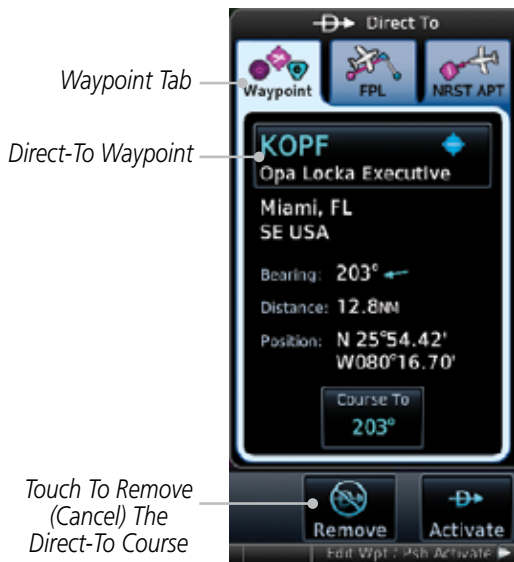 Direct To
Waypoint Tab
Waypoint
FPL
NRST APT
Direct-To Waypoint
KOPF
Opa Locka Executive
Miami, FL
SE USA
Bearing: 203°
Distance: 12.8NM
Position: N 25°54.42'
W080°16.70'
Course To
203°
Touch To Remove
(Cancel) The
Direct-To Course
Remove
Activate
Edit Wpt / Psh Activate